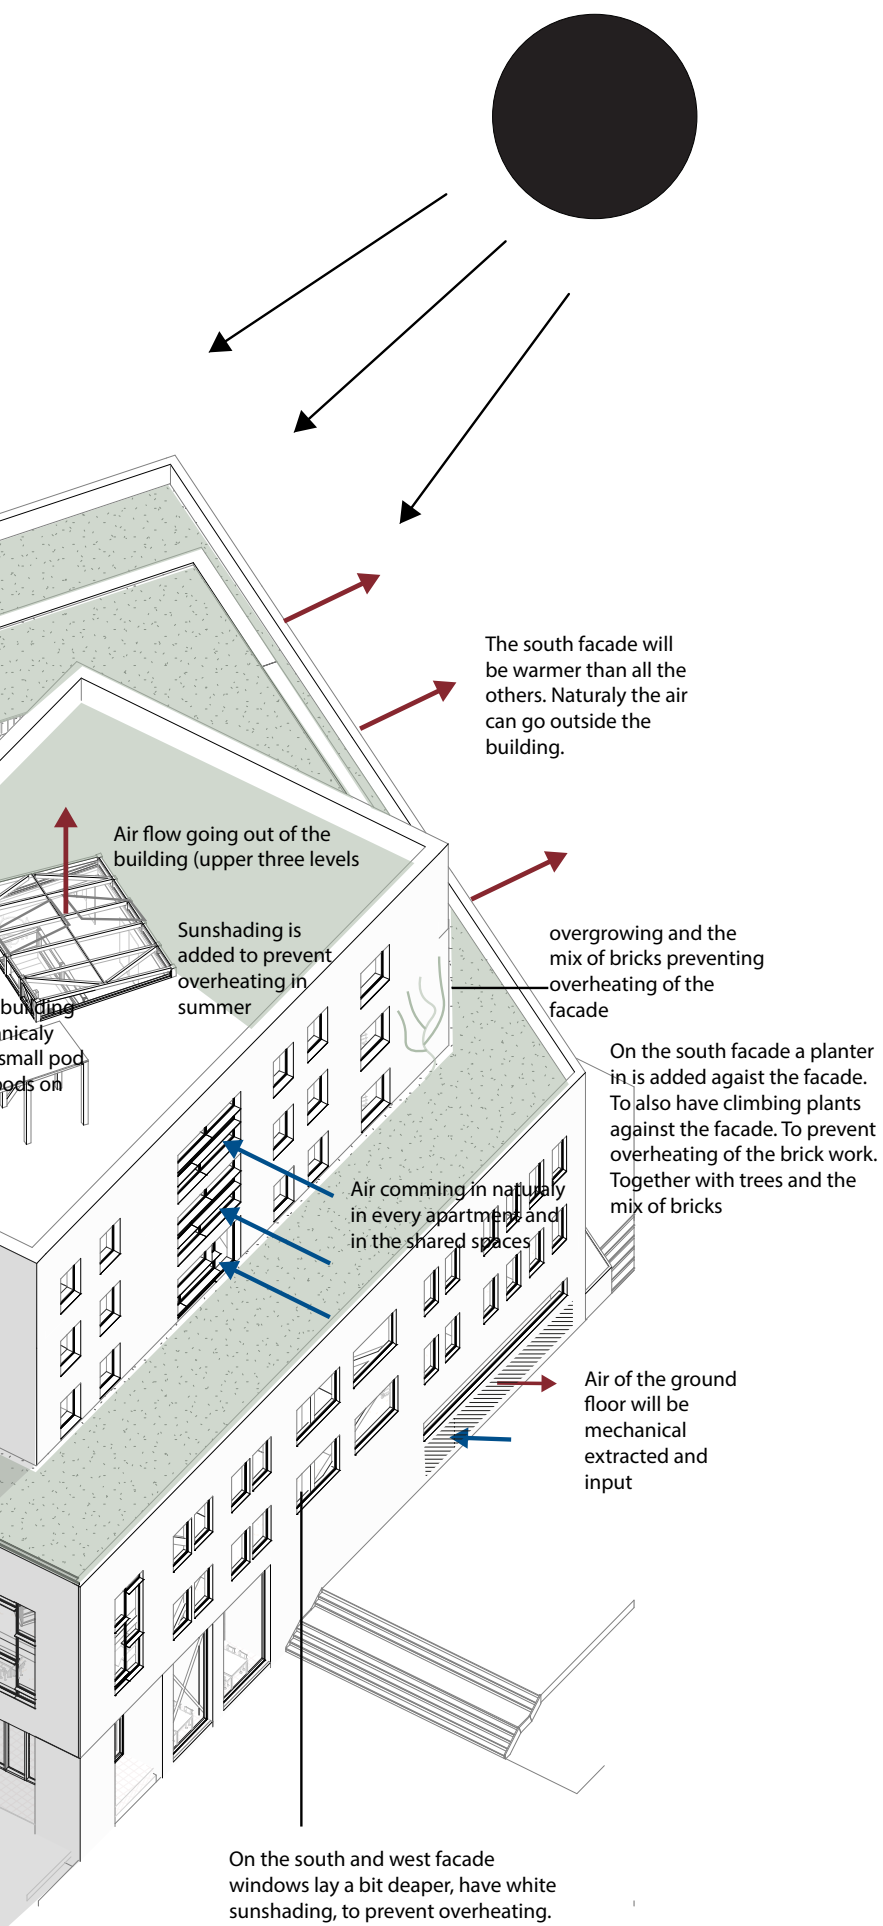 The south facade will
be warmer than all the
others. Naturaly the air
can go outside the
building.
Air flow going out of the
building (upper three levels
Sunshading is
added to prevent
overheating in
summer
building
small pod
on
overgrowing and the
mix of bricks preventing
overheating of the
facade
On the south facade a planter
in is added agaist the facade.
To also have climbing plants
against the facade. To prevent
overheating of the brick work.
Together with trees and the
mix of bricks
Air comming in naturaly
in every apartment and
in the shared spaces
Air of the ground
floor will be
mechanical
extracted and
input
On the south and west facade
windows lay a bit deaper, have white
sunshading, to prevent overheating.